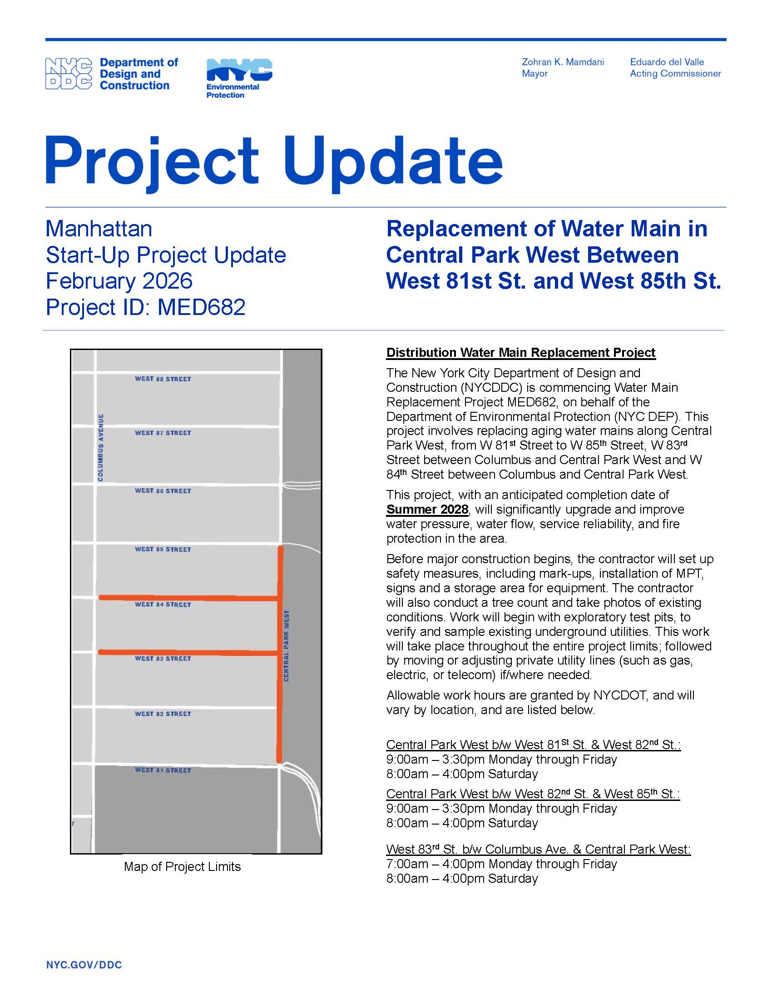 NYC
DDC
Department of
Design and
Construction
NYC
Environmental
Protection
Zohran K. Mamdani
Mayor
Eduardo del Valle
Acting Commissioner
Project Update
Manhattan
Start-Up Project Update
February 2026
Project ID: MED682
Replacement of Water Main in
Central Park West Between
West 81st St. and West 85th St.
WEST 88 STREET
COLUMBUS AVENUE
WEST 87 STREET
WEST 86 STREET
WEST 85 STREET
WEST 84 STREET
CENTRAL PARK WEST
WEST 83 STREET
WEST 82 STREET
WEST 81 STREET
T
Map of Project Limits
Distribution Water Main Replacement Project
The New York City Department of Design and
Construction (NYCDDC) is commencing Water Main
Replacement Project MED682, on behalf of the
Department of Environmental Protection (NYC DEP). This
project involves replacing aging water mains along Central
Park West, from W 81st Street to W 85th Street, W 83rd
Street between Columbus and Central Park West and W
84th Street between Columbus and Central Park West.
This project, with an anticipated completion date of
Summer 2028, will significantly upgrade and improve
water pressure, water flow, service reliability, and fire
protection in the area.
Before major construction begins, the contractor will set up
safety measures, including mark-ups, installation of MPT,
signs and a storage area for equipment. The contractor
will also conduct a tree count and take photos of existing
conditions. Work will begin with exploratory test pits, to
verify and sample existing underground utilities. This work
will take place throughout the entire project limits; followed
by moving or adjusting private utility lines (such as gas,
electric, or telecom) if/where needed.
Allowable work hours are granted by NYCDOT, and will
vary by location, and are listed below.
Central Park West b/w West 81St St. & West 82nd St.:
9:00am – 3:30pm Monday through Friday
8:00am – 4:00pm Saturday
Central Park West b/w West 82nd St. & West 85th St.:
9:00am – 3:30pm Monday through Friday
8:00am – 4:00pm Saturday
West 83rd St. b/w Columbus Ave. & Central Park West:
7:00am – 4:00pm Monday through Friday
8:00am – 4:00pm Saturday
NYC.GOV/DDC